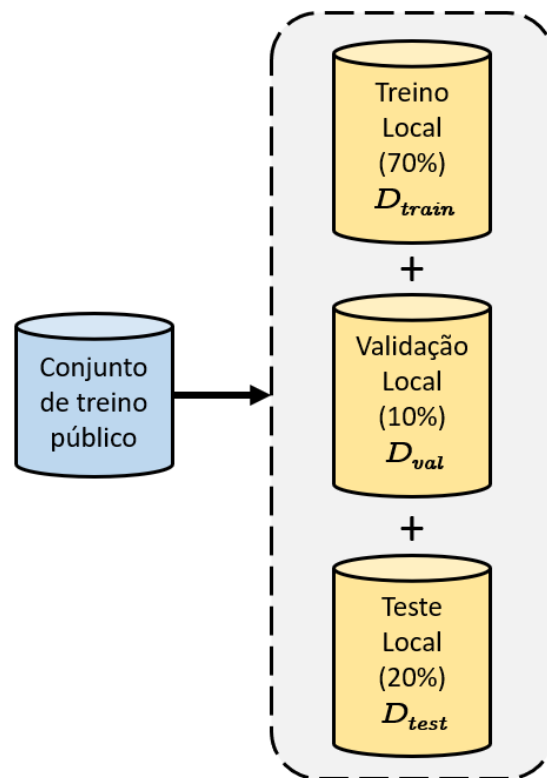 Conjunto
de treino
público
Treino
Local
(70%)
D_train
+
Validação
Local
(10%)
D_val
+
Teste
Local
(20%)
D_test